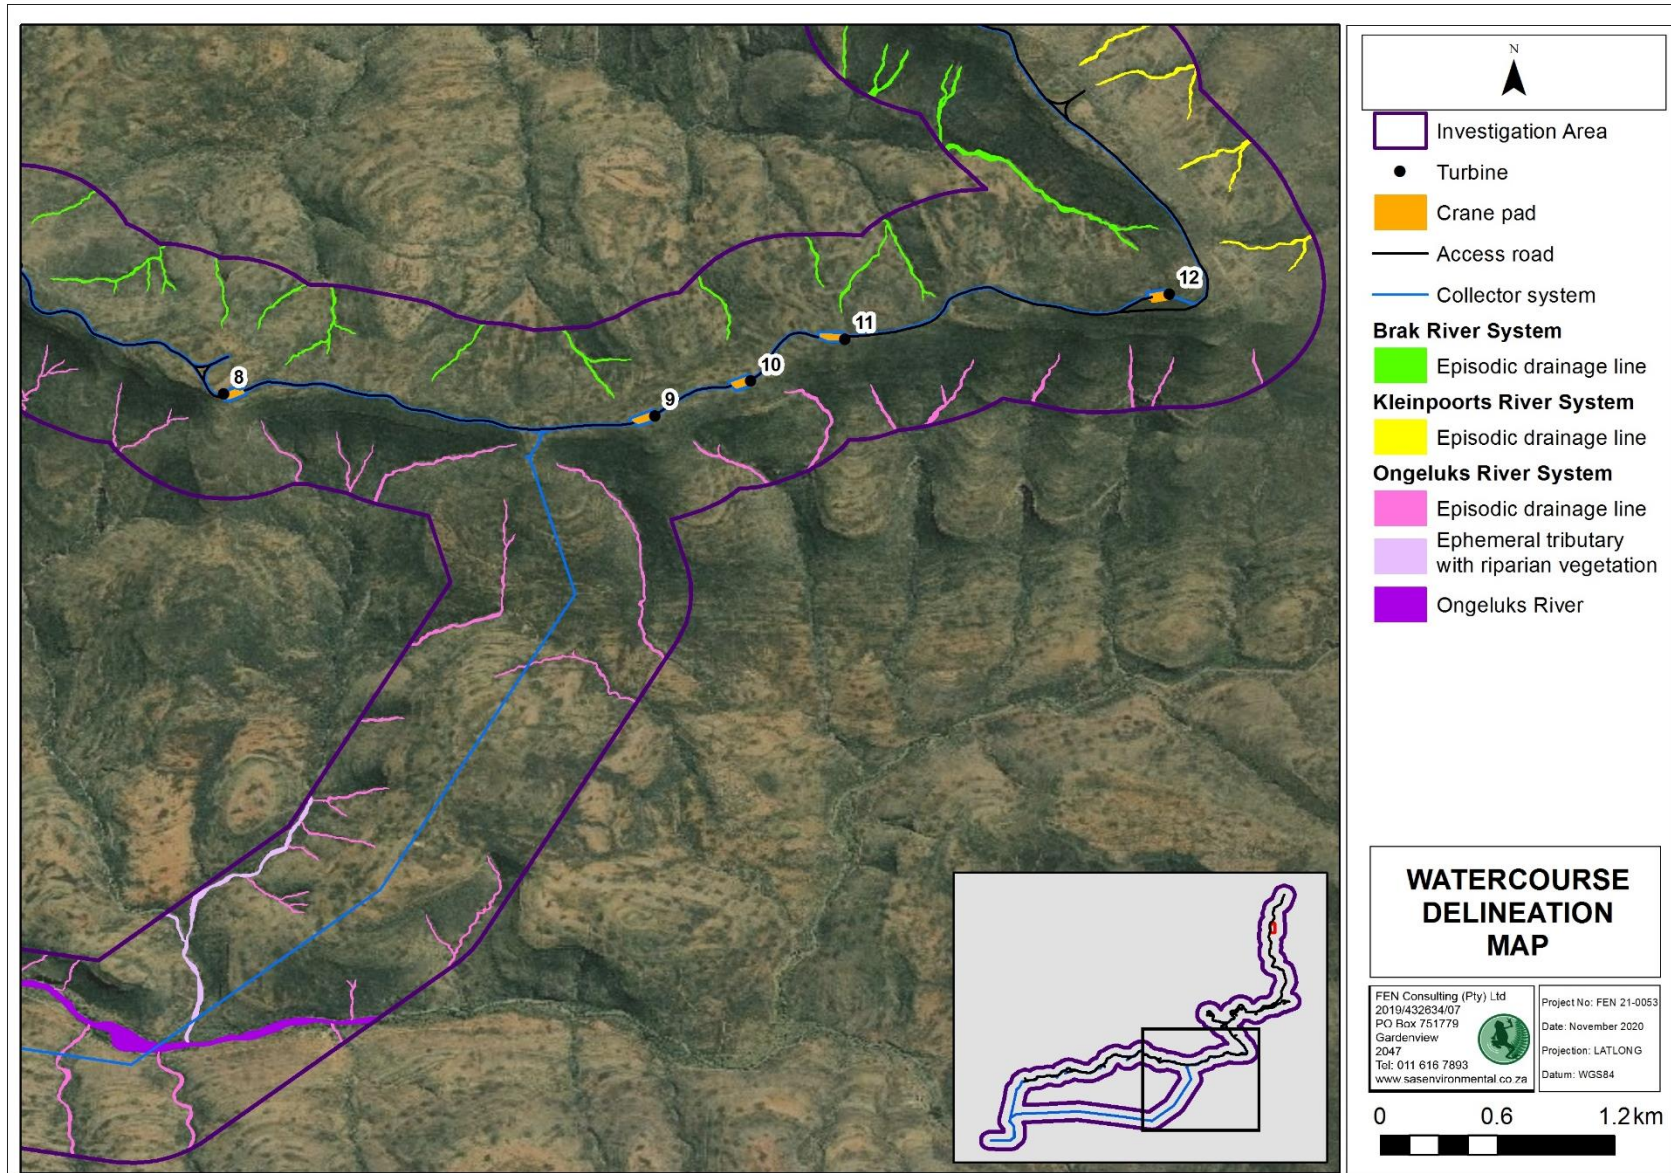 12
11
10
8
9
N
Investigation Area
Turbine
Crane pad
Access road
Collector system
Brak River System
Episodic drainage line
Kleinpoorts River System
Episodic drainage line
Ongeluks River System
Episodic drainage line
Ephemeral tributary
with riparian vegetation
Ongeluks River
WATERCOURSE
DELINEATION
MAP
FEN Consulting (Pty) Ltd
2019/432634/07
PO Box 751779
Gardenview
2047
Tel: 011 616 7893
www.sasenvironmental.co.za
Project No: FEN 21-0053
Date: November 2020
Projection: LATLONG
Datum: WGS84
0 0.6 1.2 km